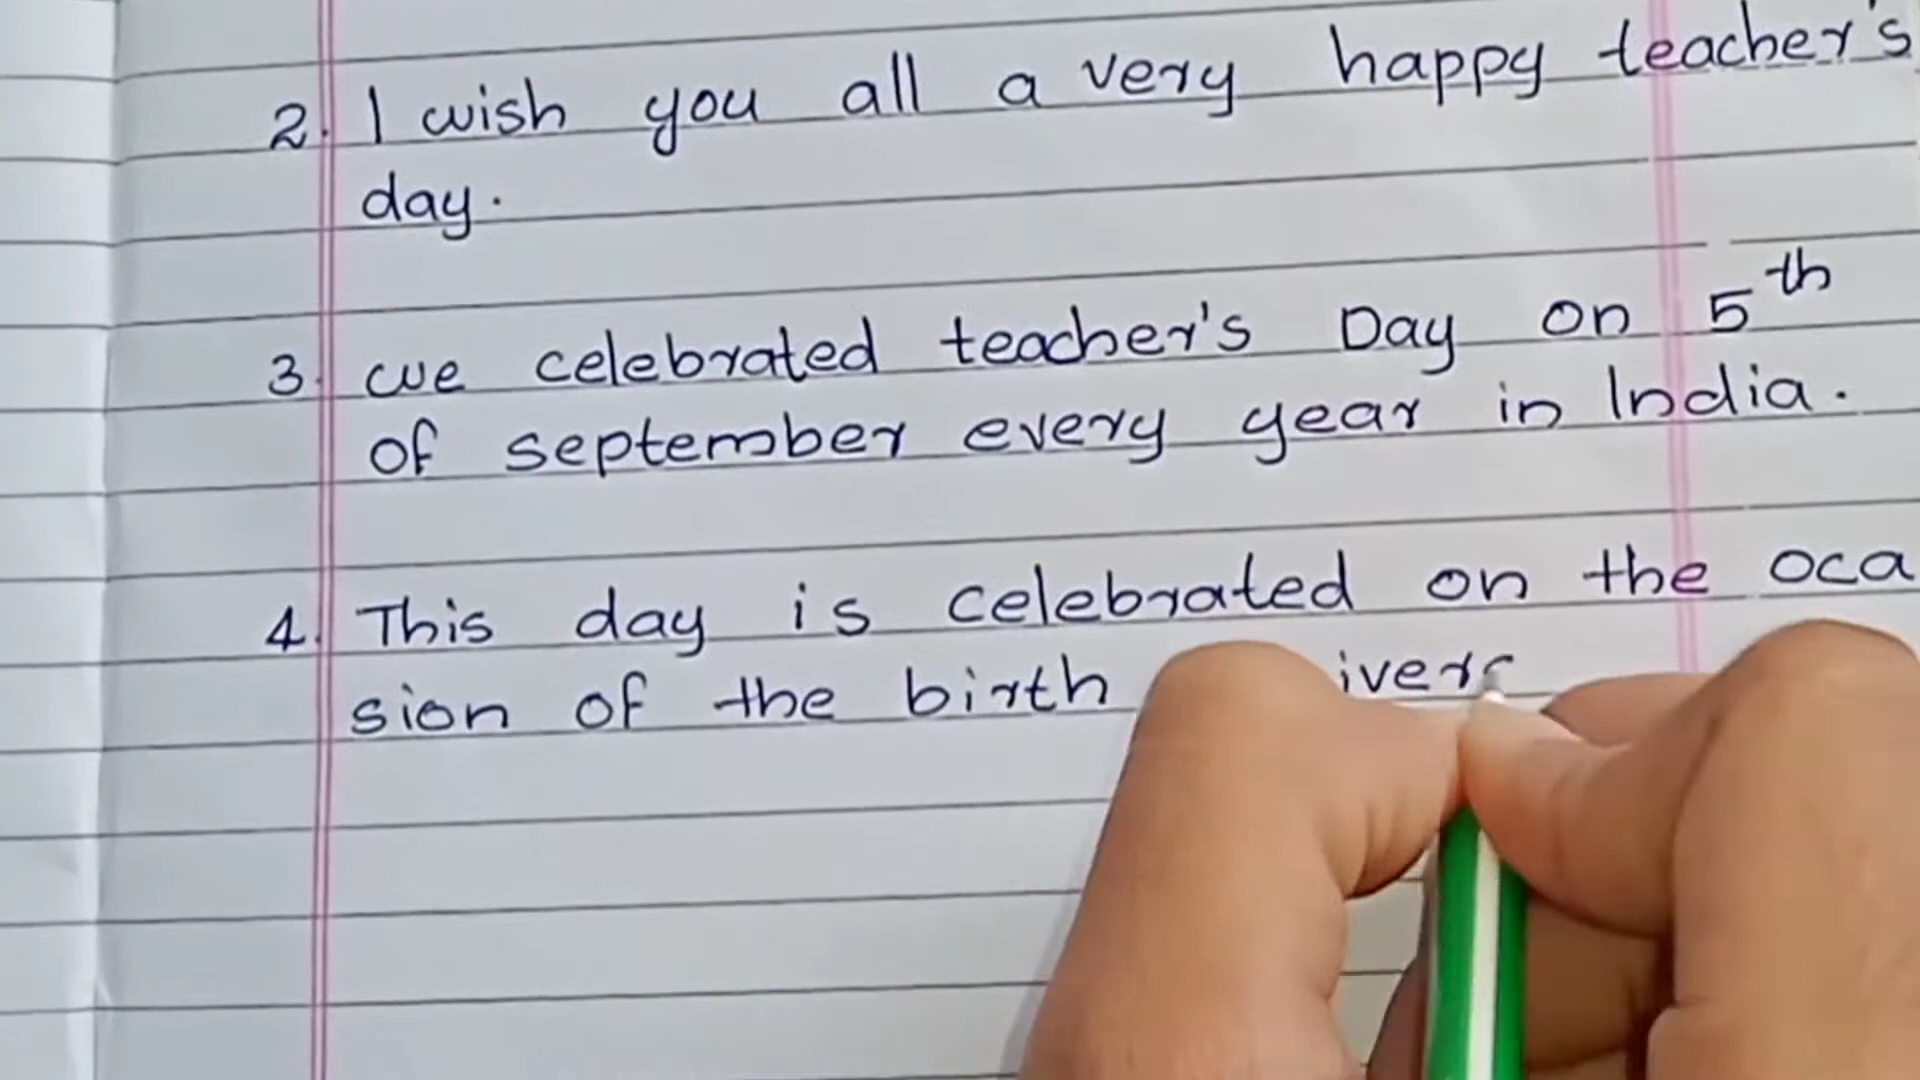 2. I wish you all a very happy teacher's
day.
3. we celebrated teacher's Day on 5th
of september every year in India.
4. This day is celebrated on the oca
sion of the birth